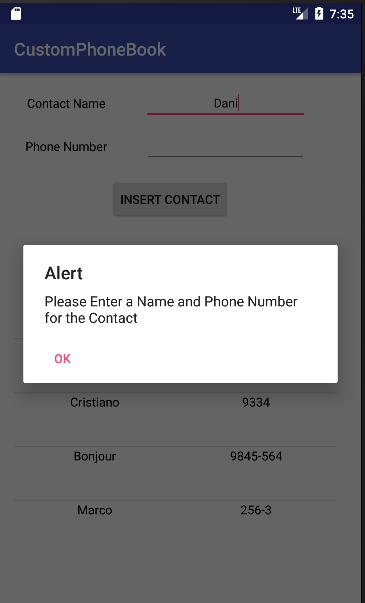 LTE 7:35
CustomPhoneBook
Contact Name Dani
Phone Number
INSERT CONTACT
Alert
Please Enter a Name and Phone Number
for the Contact
OK
Cristiano 9334
Bonjour 9845-564
Marco 256-3